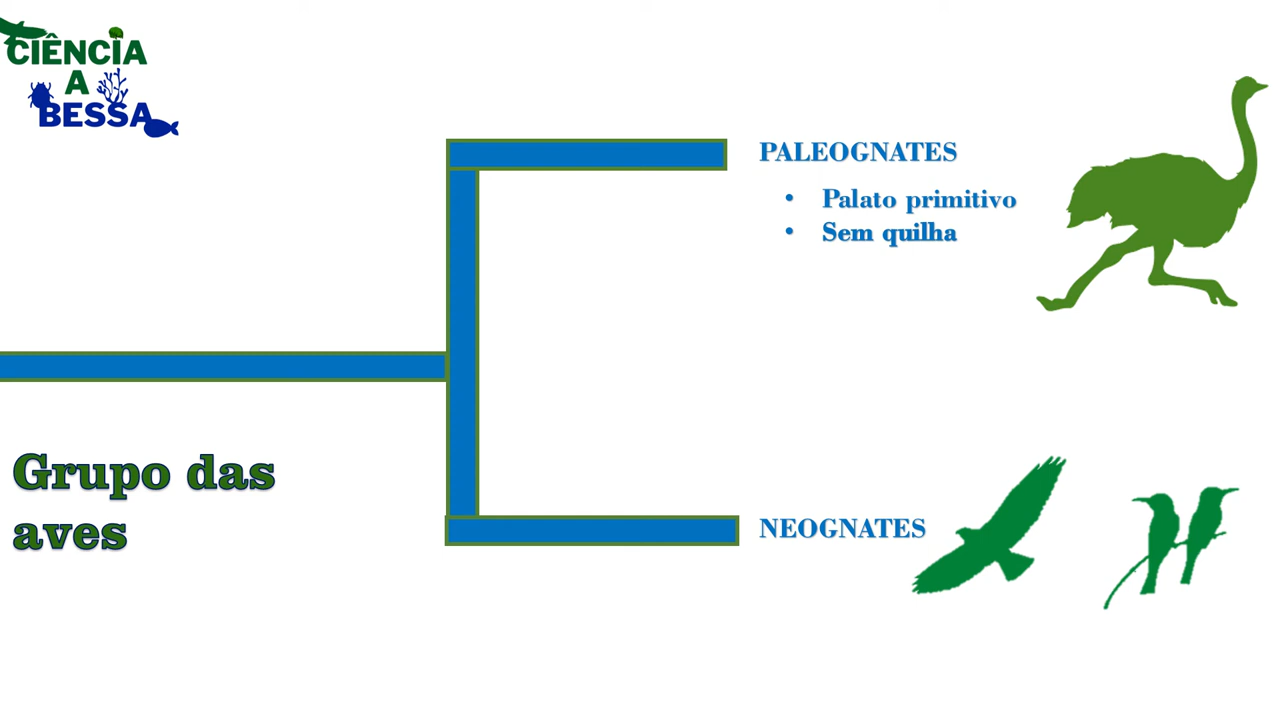 CIÊNCIA
A
BESSA
PALEOGNATES
• Palato primitivo
• Sem quilha
Grupo das
aves
NEOGNATES